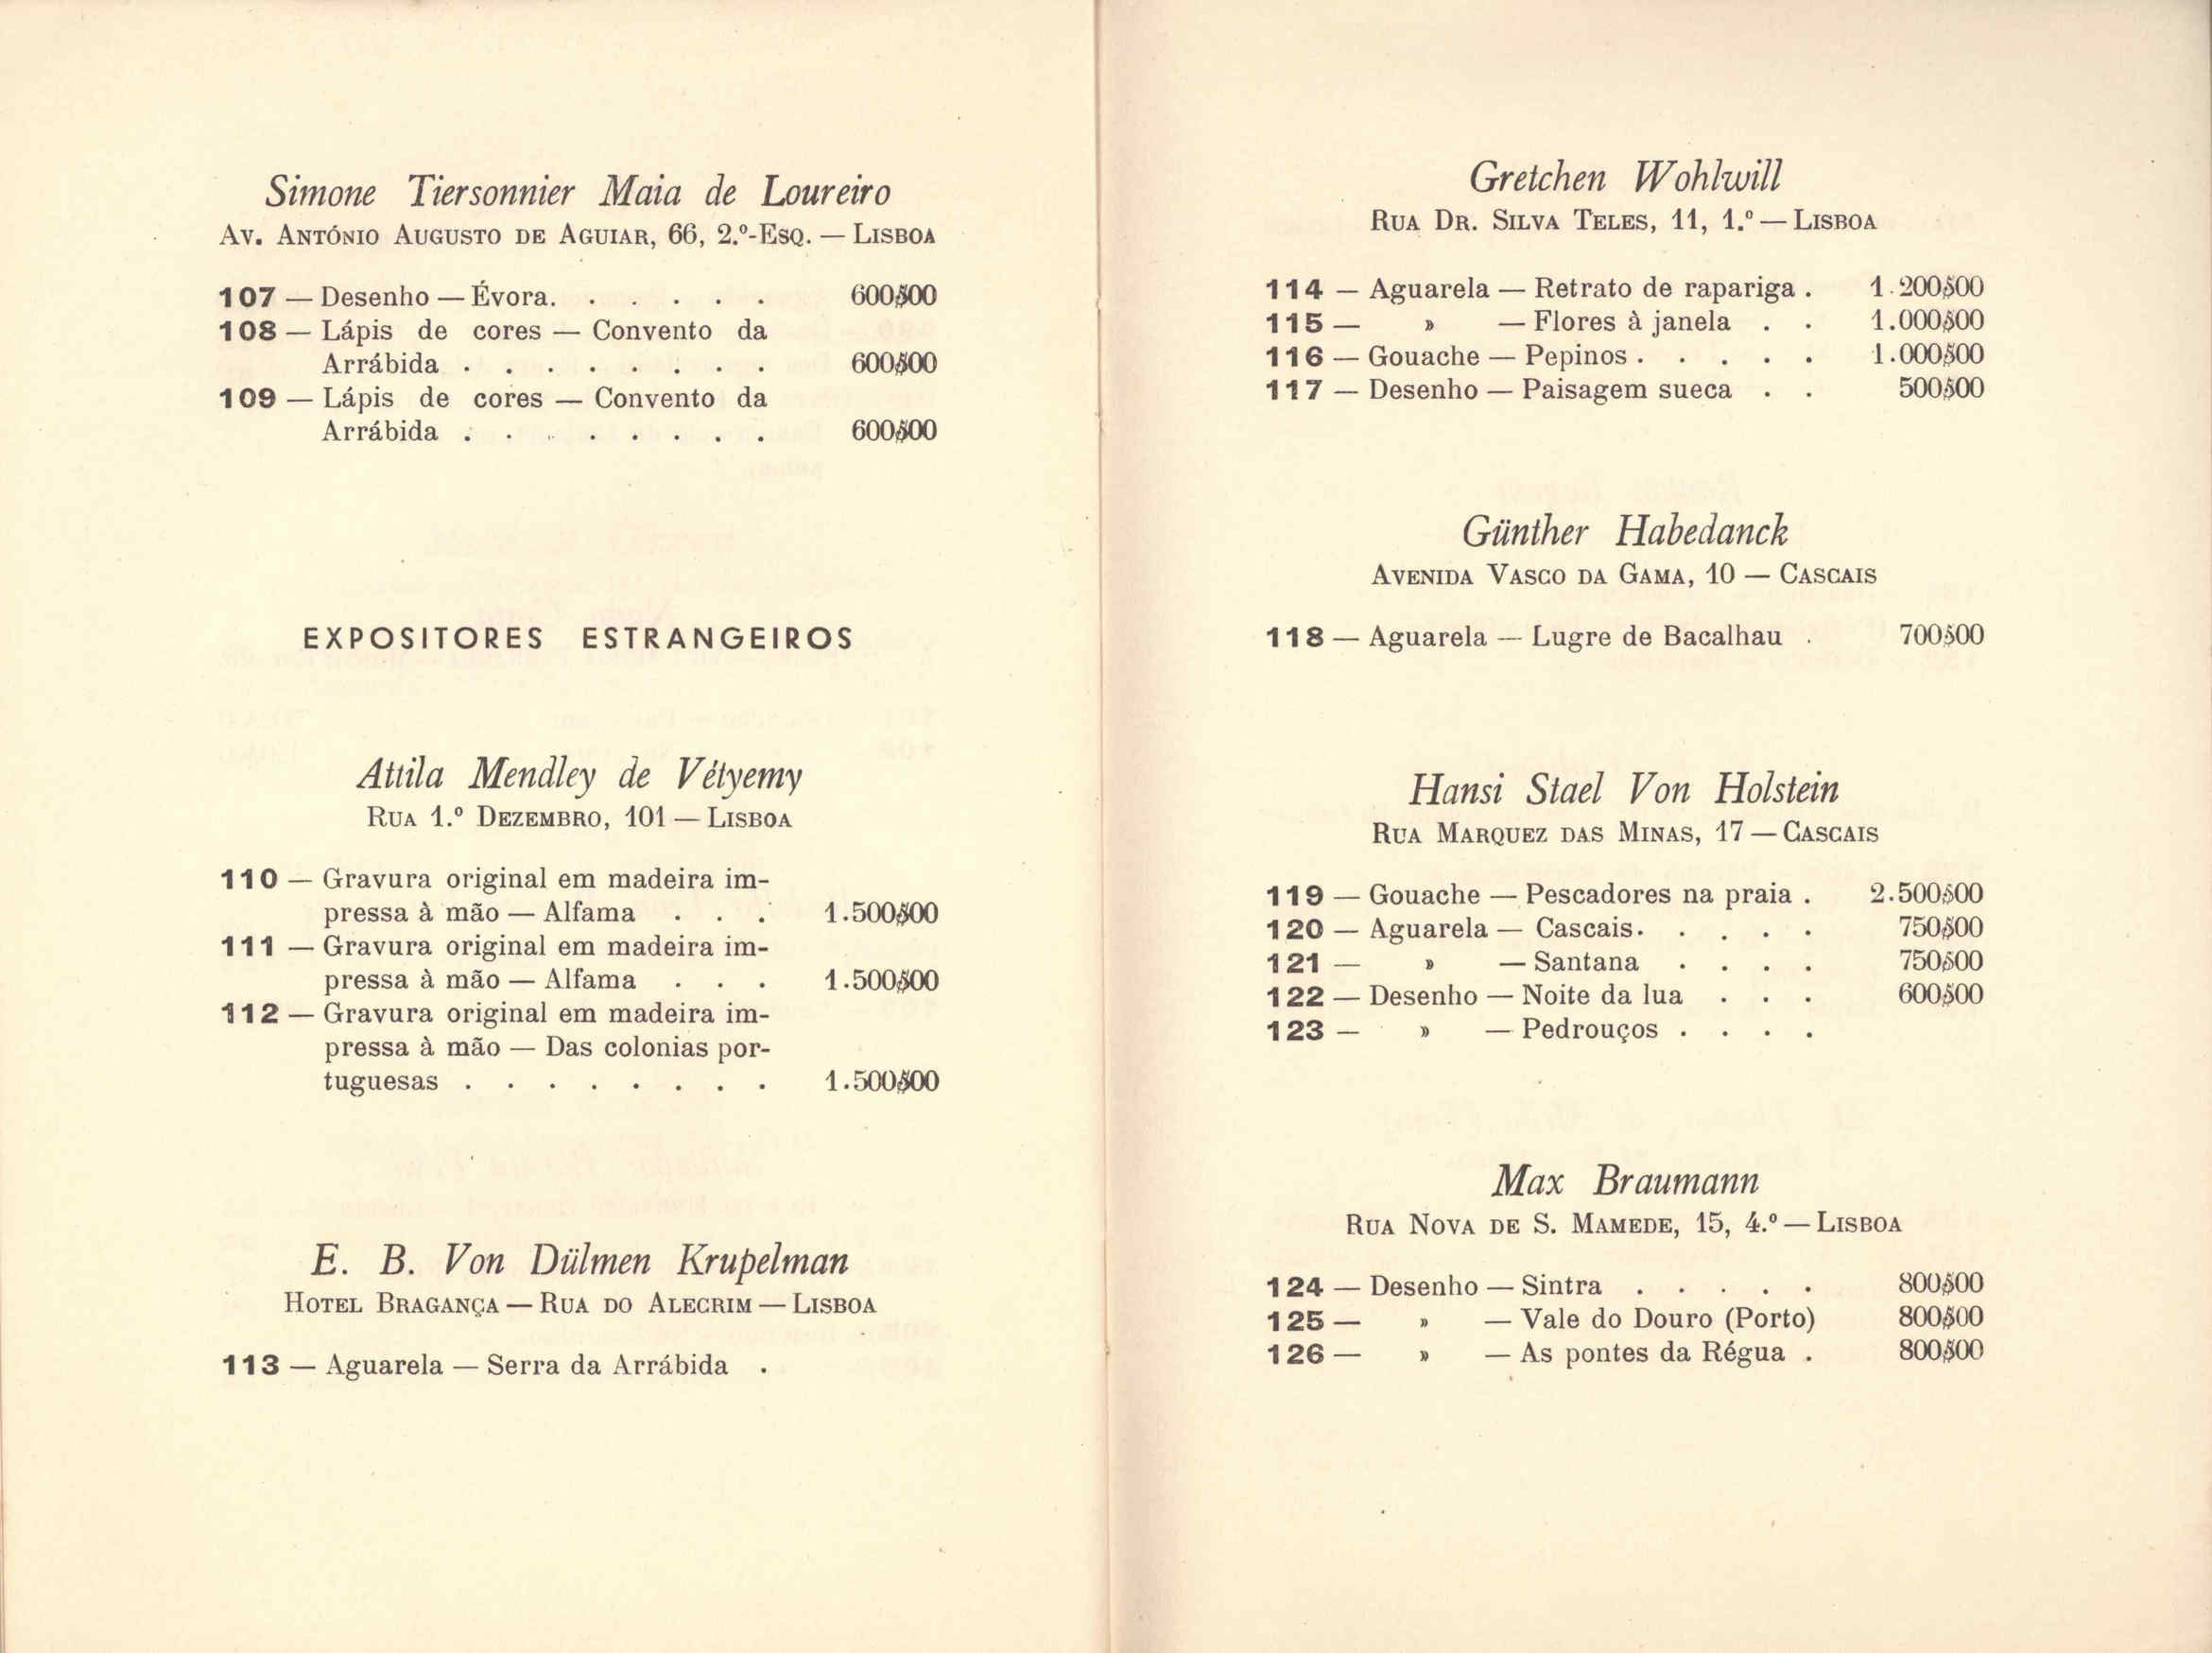 Simone Tiersonnier Maia de Loureiro
Av. António Augusto de Aguiar, 66, 2.º-Esq. — Lisboa
107 — Desenho — Évora. . . . . . 600$00
108 — Lápis de cores — Convento da
Arrábida . . . . . . . . 600$00
109 — Lápis de cores — Convento da
Arrábida . . . . . . . . 600$00
EXPOSITORES ESTRANGEIROS
Attila Mendley de Vétyemy
Rua 1.º Dezembro, 101 — Lisboa
110 — Gravura original em madeira im-
pressa à mão — Alfama . . . 1.500$00
111 — Gravura original em madeira im-
pressa à mão — Alfama . . . 1.500$00
112 — Gravura original em madeira im-
pressa à mão — Das colonias por-
tuguesas . . . . . . . . 1.500$00
E. B. Von Dülmen Krupelman
Hotel Bragança — Rua do Alecrim — Lisboa
113 — Aguarela — Serra da Arrábida .
Gretchen Wohlwill
Rua Dr. Silva Teles, 11, 1.º — Lisboa
114 — Aguarela — Retrato de rapariga . 1.200$00
115 — » — Flores à janela . . 1.000$00
116 — Gouache — Pepinos . . . . . 1.000$00
117 — Desenho — Paisagem sueca . . 500$00
Günther Habedanck
Avenida Vasco da Gama, 10 — Cascais
118 — Aguarela — Lugre de Bacalhau . 700$00
Hansi Stael Von Holstein
Rua Marquez das Minas, 17 — Cascais
119 — Gouache — Pescadores na praia . 2.500$00
120 — Aguarela — Cascais. . . . . 750$00
121 — » — Santana . . . . 750$00
122 — Desenho — Noite da lua . . . 600$00
123 — » — Pedrouços . . . .
Max Braumann
Rua Nova de S. Mamede, 15, 4.º — Lisboa
124 — Desenho — Sintra . . . . . 800$00
125 — » — Vale do Douro (Porto) 800$00
126 — » — As pontes da Régua . 800$00